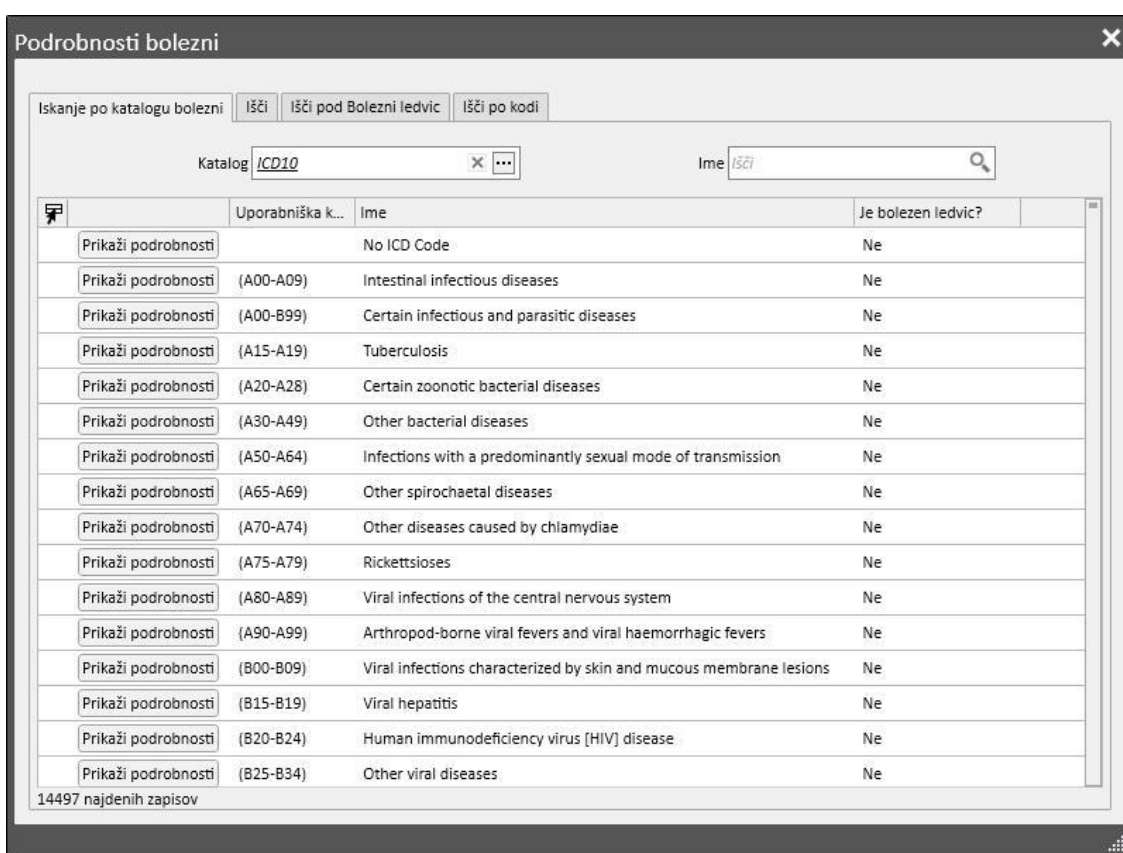 Podrobnosti bolezni
Iskanje po katalogu bolezni Išči Išči pod Bolezni ledvic Išči po kodi
Katalog ICD10 Ime Išči
Uporabniška k... Ime Je bolezen ledvic?
Prikaži podrobnosti No ICD Code Ne
Prikaži podrobnosti (A00-A09) Intestinal infectious diseases Ne
Prikaži podrobnosti (A00-B99) Certain infectious and parasitic diseases Ne
Prikaži podrobnosti (A15-A19) Tuberculosis Ne
Prikaži podrobnosti (A20-A28) Certain zoonotic bacterial diseases Ne
Prikaži podrobnosti (A30-A49) Other bacterial diseases Ne
Prikaži podrobnosti (A50-A64) Infections with a predominantly sexual mode of transmission Ne
Prikaži podrobnosti (A65-A69) Other spirochaetal diseases Ne
Prikaži podrobnosti (A70-A74) Other diseases caused by chlamydiae Ne
Prikaži podrobnosti (A75-A79) Rickettsioses Ne
Prikaži podrobnosti (A80-A89) Viral infections of the central nervous system Ne
Prikaži podrobnosti (A90-A99) Arthropod-borne viral fevers and viral haemorrhagic fevers Ne
Prikaži podrobnosti (B00-B09) Viral infections characterized by skin and mucous membrane lesions Ne
Prikaži podrobnosti (B15-B19) Viral hepatitis Ne
Prikaži podrobnosti (B20-B24) Human immunodeficiency virus [HIV] disease Ne
Prikaži podrobnosti (B25-B34) Other viral diseases Ne
14497 najdenih zapisov